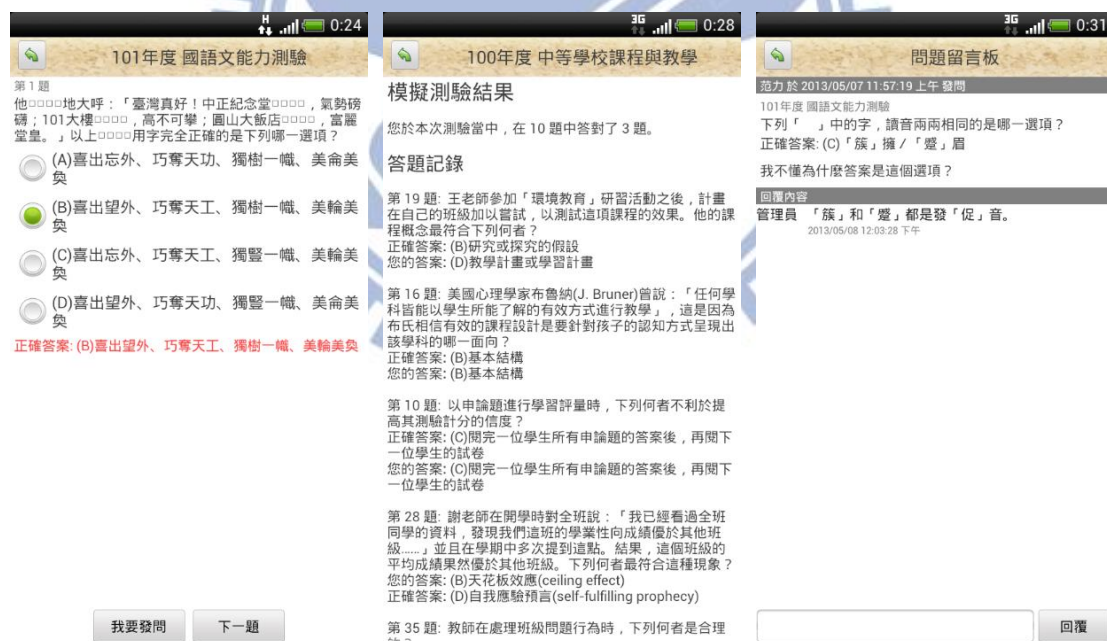 H
0:24
101年度 國語文能力測驗
第 1 題
他□□□□地大呼：「臺灣真好！中正紀念堂□□□□，氣勢磅
礴；101大樓□□□□，高不可攀；圓山大飯店□□□□，富麗
堂皇。」以上□□□□用字完全正確的是下列哪一選項？
(A)喜出忘外、巧奪天功、獨樹一幟、美侖美
奐
(B)喜出望外、巧奪天工、獨樹一幟、美輪美
奐
(C)喜出忘外、巧奪天工、獨豎一幟、美輪美
奐
(D)喜出望外、巧奪天功、獨豎一幟、美侖美
奐
正確答案: (B)喜出望外、巧奪天工、獨樹一幟、美輪美奐
我要發問
下一題
3G
0:28
100年度 中等學校課程與教學
模擬測驗結果
您於本次測驗當中，在 10 題中答對了 3 題。
答題記錄
第 19 題: 王老師參加「環境教育」研習活動之後，計畫
在自己的班級加以嘗試，以測試這項課程的效果。他的課
程概念最符合下列何者？
正確答案: (B)研究或探究的假設
您的答案: (D)教學計畫或學習計畫
第 16 題: 美國心理學家布魯納(J. Bruner)曾說：「任何學
科皆能以學生所能了解的有效方式進行教學」，這是因為
布氏相信有效的課程設計是要針對孩子的認知方式呈現出
該學科的哪一面向？
正確答案: (B)基本結構
您的答案: (B)基本結構
第 10 題: 以申論題進行學習評量時，下列何者不利於提
高其測驗計分的信度？
正確答案: (C)閱完一位學生所有申論題的答案後，再閱下
一位學生的試卷
您的答案: (C)閱完一位學生所有申論題的答案後，再閱下
一位學生的試卷
第 28 題: 謝老師在開學時對全班說：「我已經看過全班
同學的資料，發現我們這班的學業性向成績優於其他班
級......」並且在學期中多次提到這點。結果，這個班級的
平均成績果然優於其他班級。下列何者最符合這種現象？
您的答案: (B)天花板效應(ceiling effect)
正確答案: (D)自我應驗預言(self-fulfilling prophecy)
第 35 題: 教師在處理班級問題行為時，下列何者是合理
3G
0:31
問題留言板
范力 於 2013/05/07 11:57:19 上午 發問
101年度 國語文能力測驗
下列「　」中的字，讀音兩兩相同的是哪一選項？
正確答案: (C)「簇」擁／「蹙」眉
我不懂為什麼答案是這個選項？
回覆內容
管理員 「簇」和「蹙」都是發「促」音。
2013/05/08 12:03:28 下午
回覆